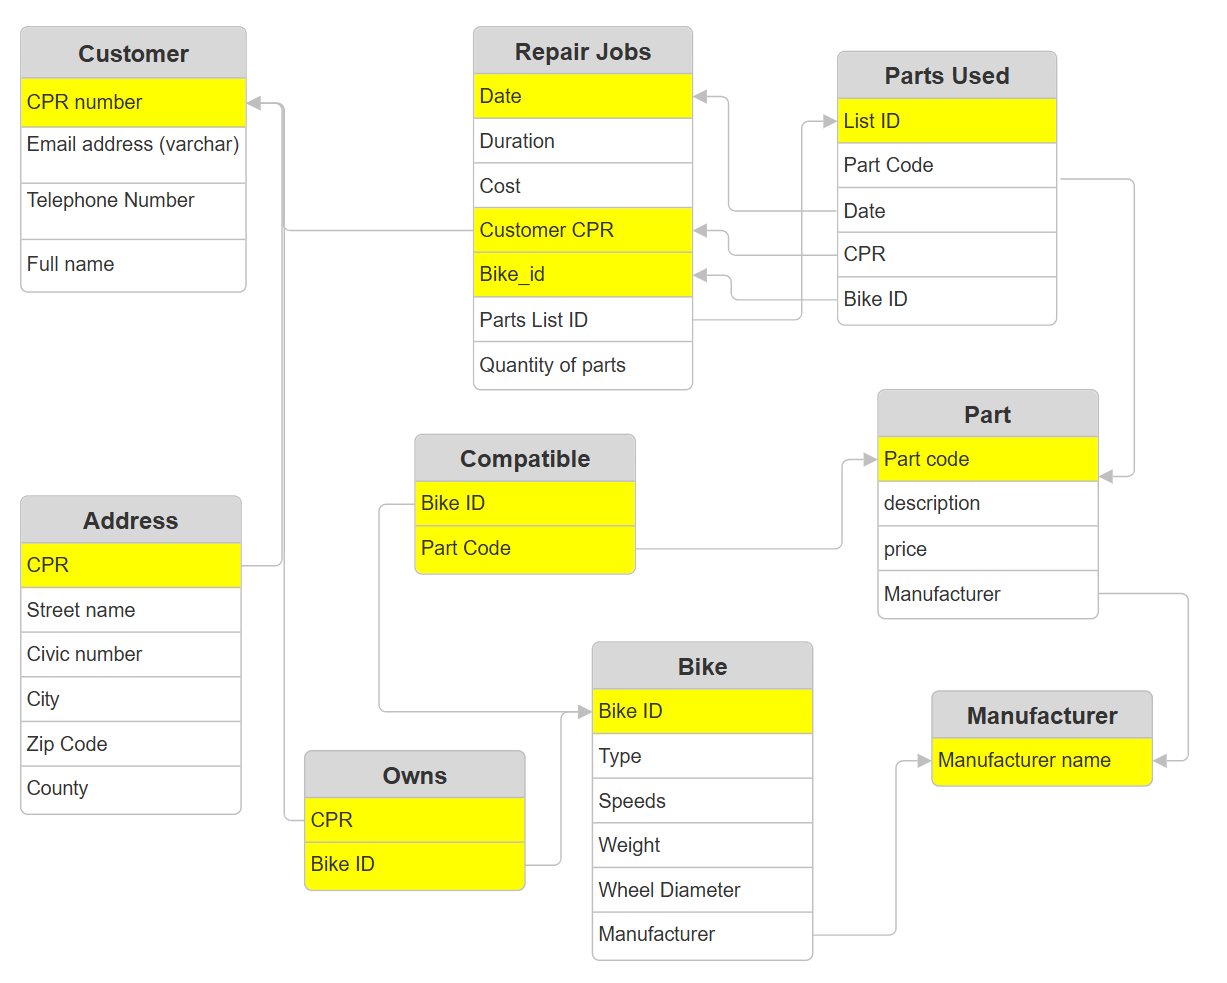 Customer
CPR number
Email address (varchar)
Telephone Number
Full name
Repair Jobs
Date
Duration
Cost
Customer CPR
Bike_id
Parts List ID
Quantity of parts
Parts Used
List ID
Part Code
Date
CPR
Bike ID
Compatible
Bike ID
Part Code
Part
Part code
description
price
Manufacturer
Address
CPR
Street name
Civic number
City
Zip Code
County
Owns
CPR
Bike ID
Bike
Bike ID
Type
Speeds
Weight
Wheel Diameter
Manufacturer
Manufacturer
Manufacturer name